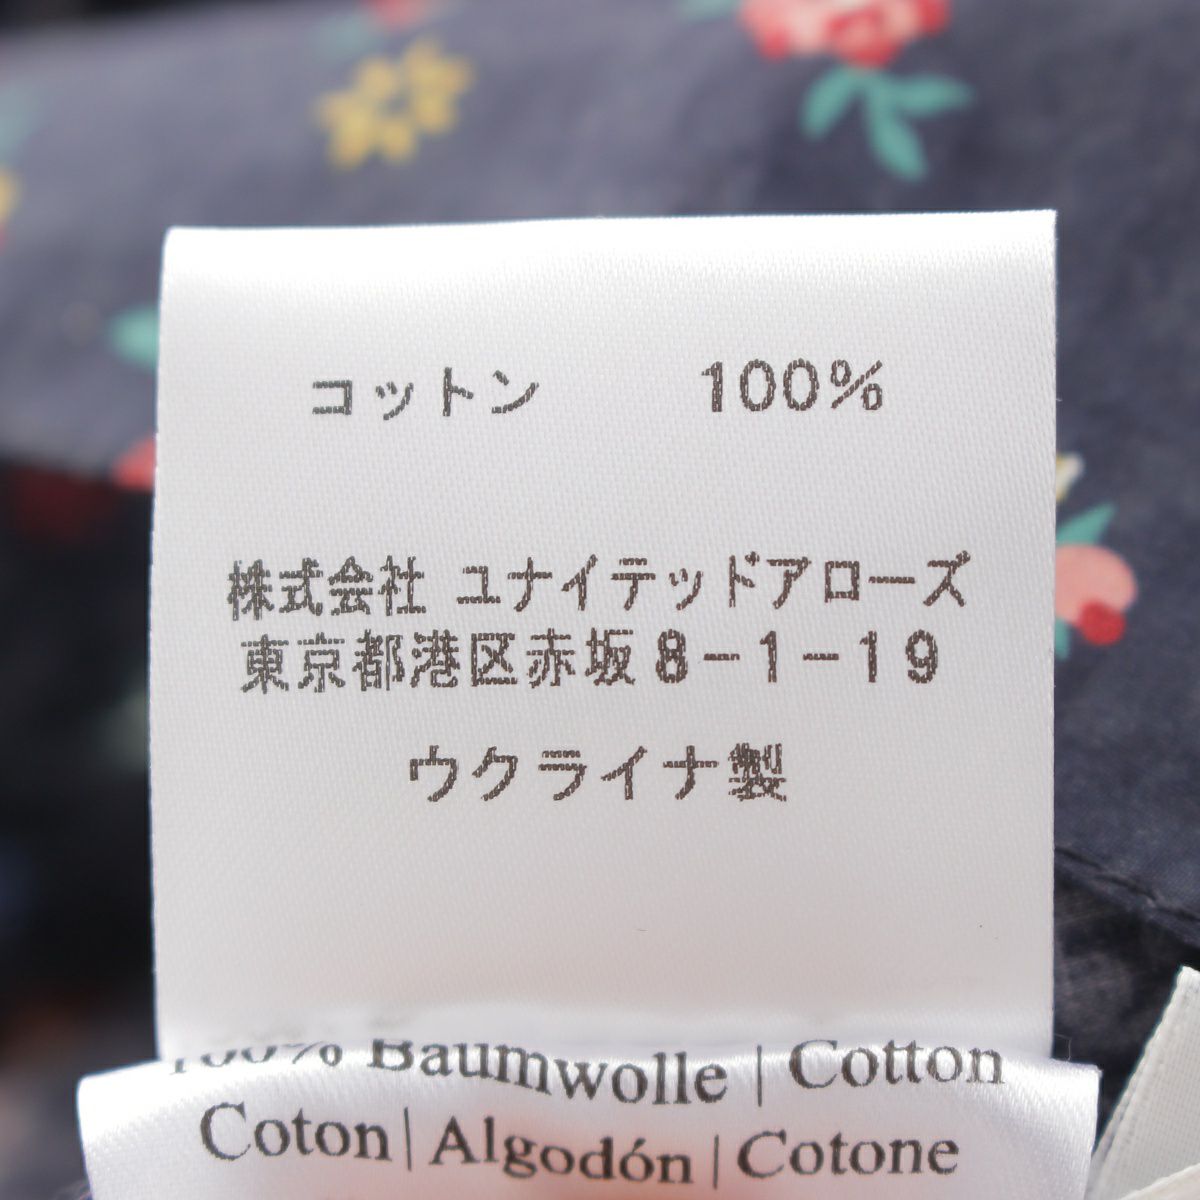 コットン 100%
株式会社 ユナイテッドアローズ
東京都港区赤坂8-1-19
ウクライナ製
100% Baumwolle | Cotton
Coton | Algodón | Cotone